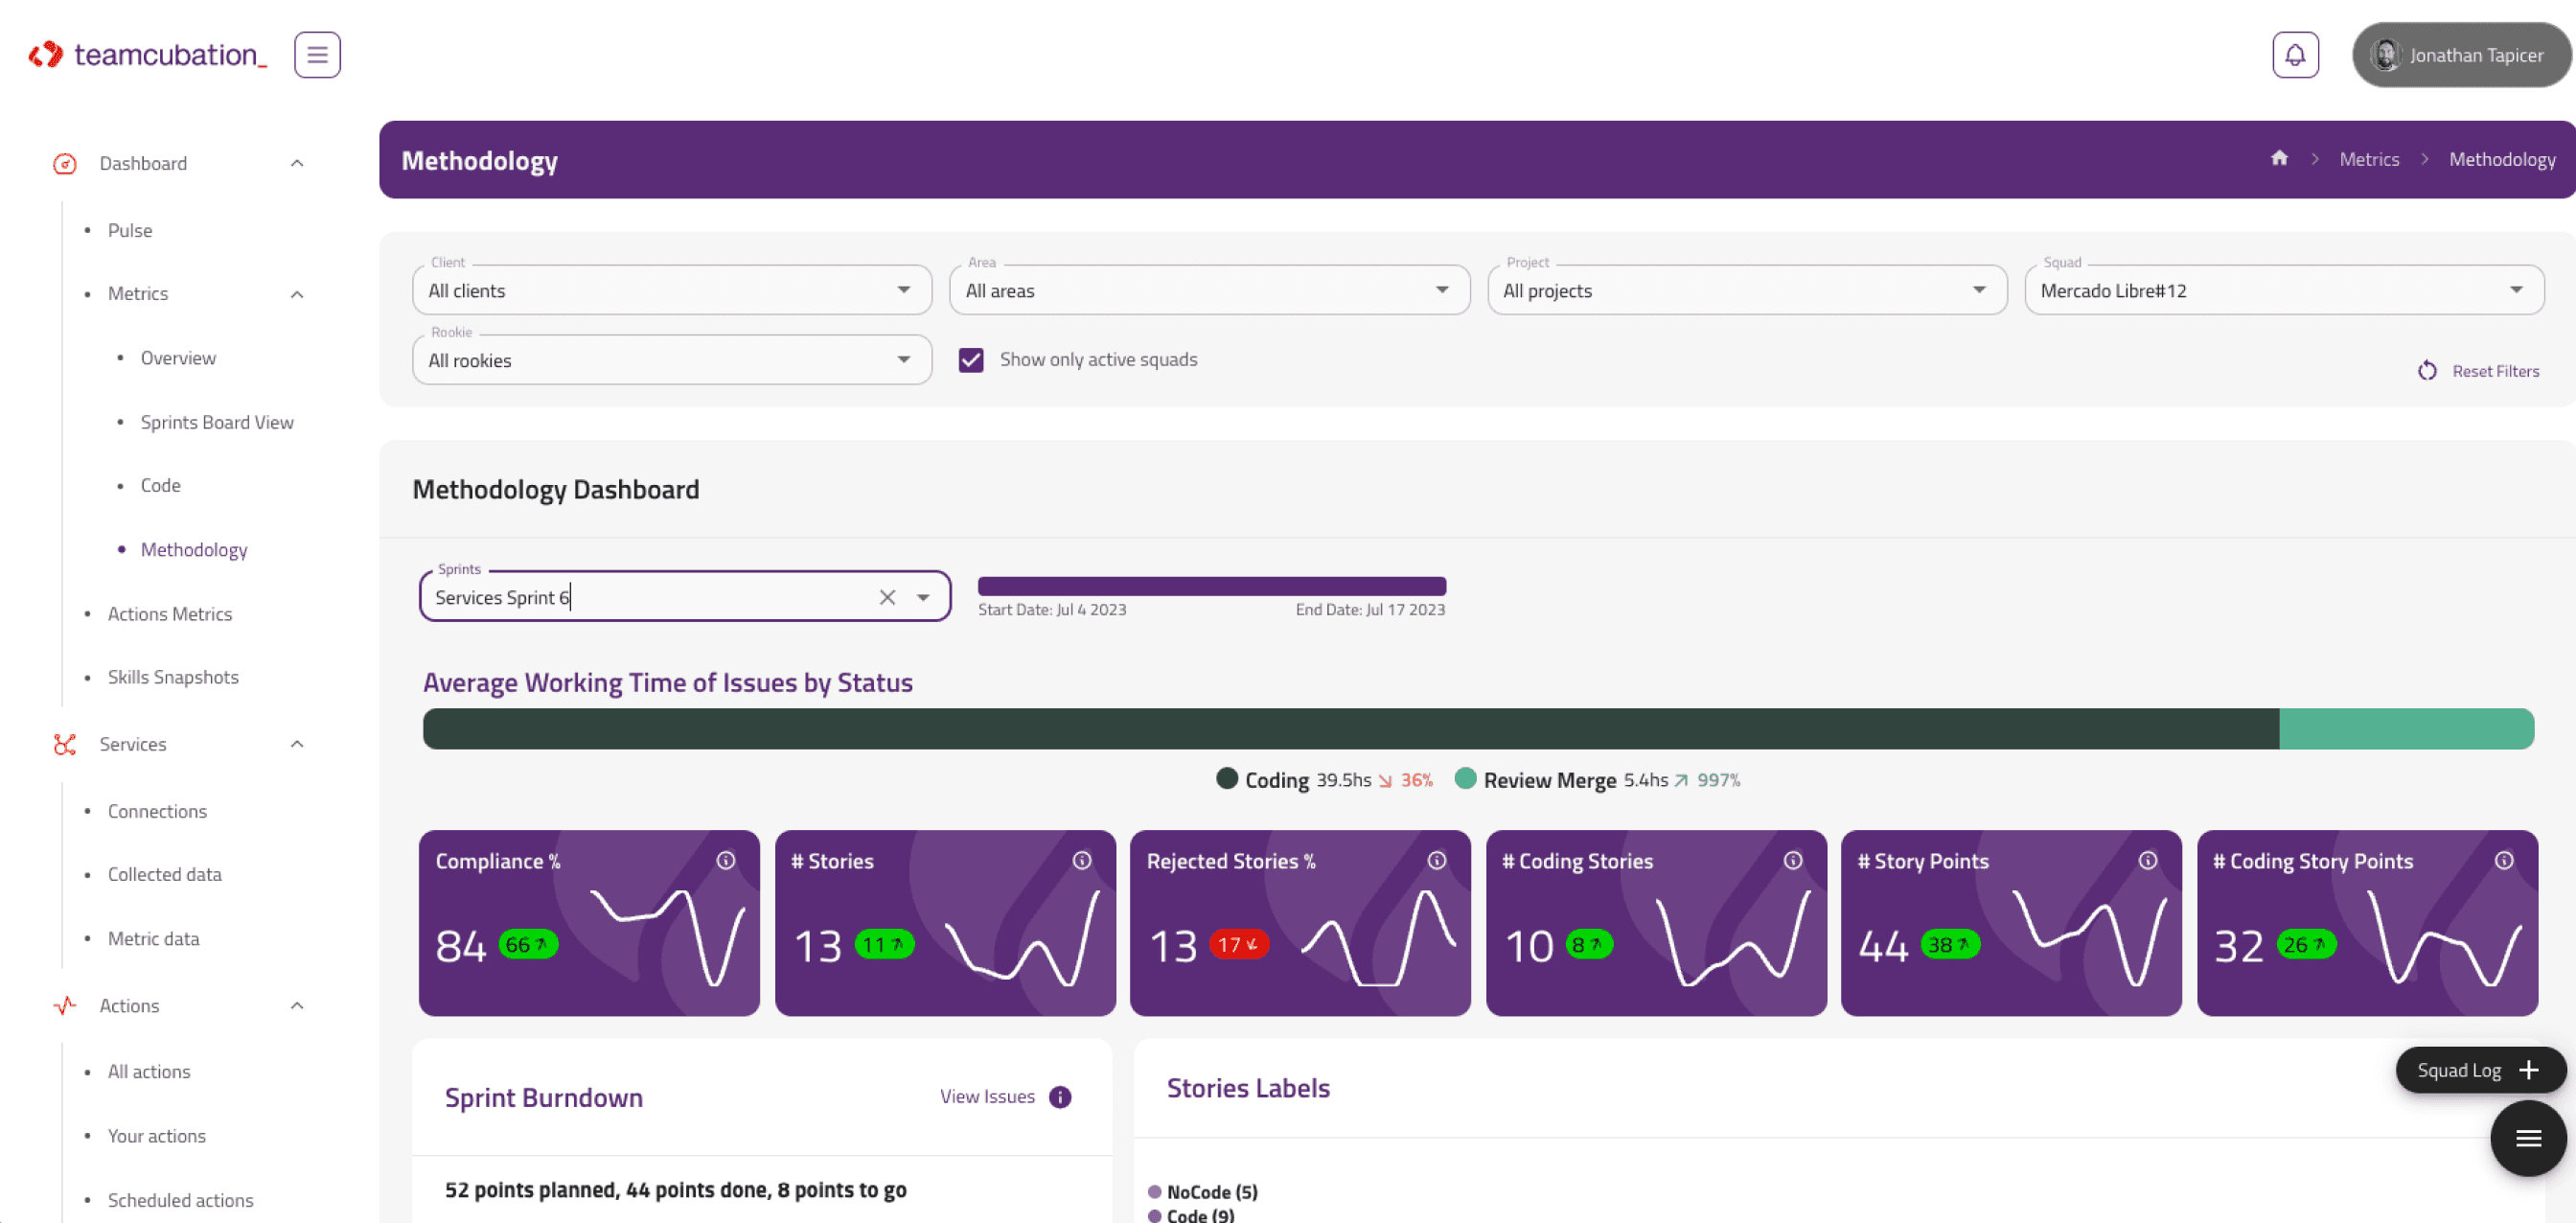 teamcubation_
Jonathan Tapicer
Dashboard
Pulse
Metrics
Overview
Sprints Board View
Code
Methodology
Actions Metrics
Skills Snapshots
Services
Connections
Collected data
Metric data
Actions
All actions
Your actions
Scheduled actions
Methodology
Metrics > Methodology
Client
All clients
Area
All areas
Project
All projects
Squad
Mercado Libre#12
Rookie
All rookies
Show only active squads
Reset Filters
Methodology Dashboard
Sprints
Services Sprint 6
Start Date: Jul 4 2023
End Date: Jul 17 2023
Average Working Time of Issues by Status
Coding 39.5hs ↘ 36% Review Merge 5.4hs ↗ 997%
Compliance %
84 66
# Stories
13 11
Rejected Stories %
13 17
# Coding Stories
10 8
# Story Points
44 38
# Coding Story Points
32 26
Sprint Burndown
View Issues
52 points planned, 44 points done, 8 points to go
Stories Labels
NoCode (5)
Code (9)
Squad Log +